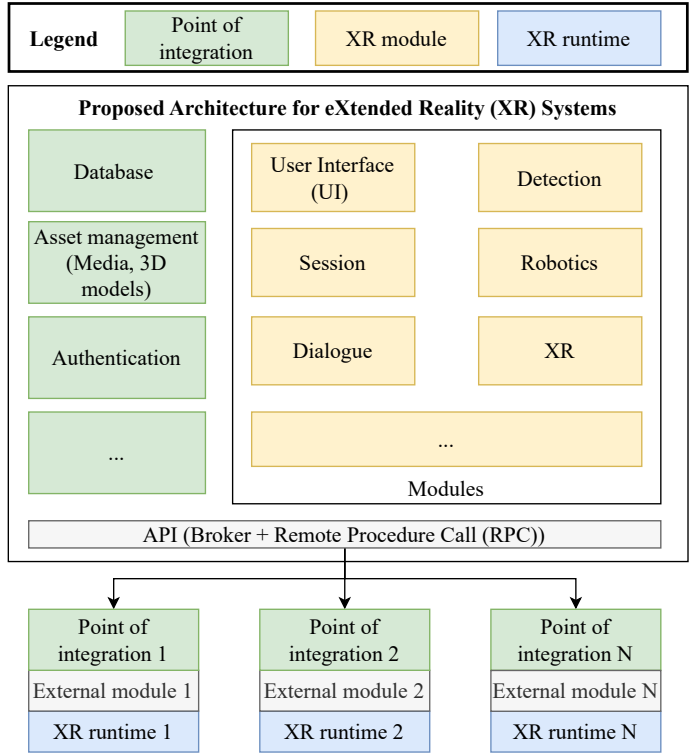 Legend
Point of
integration
XR module
XR runtime
Proposed Architecture for eXtended Reality (XR) Systems
Database
Asset management
(Media, 3D
models)
Authentication
...
User Interface
(UI)
Detection
Session
Robotics
Dialogue
XR
...
Modules
API (Broker + Remote Procedure Call (RPC))
Point of
integration 1
External module 1
XR runtime 1
Point of
integration 2
External module 2
XR runtime 2
Point of
integration N
External module N
XR runtime N